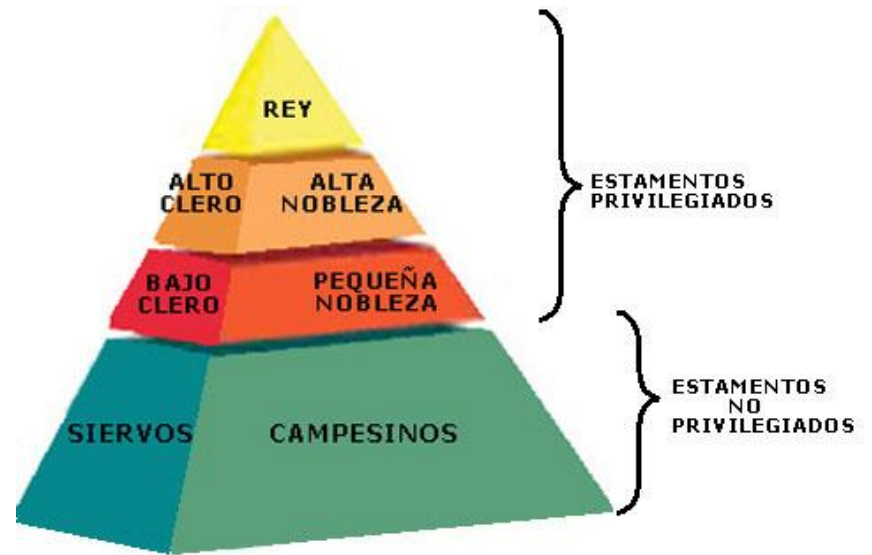 REY
ALTO
CLERO
ALTA
NOBLEZA
BAJO
CLERO
PEQUEÑA
NOBLEZA
SIERVOS
CAMPESINOS
ESTAMENTOS
PRIVILEGIADOS
ESTAMENTOS
NO
PRIVILEGIADOS